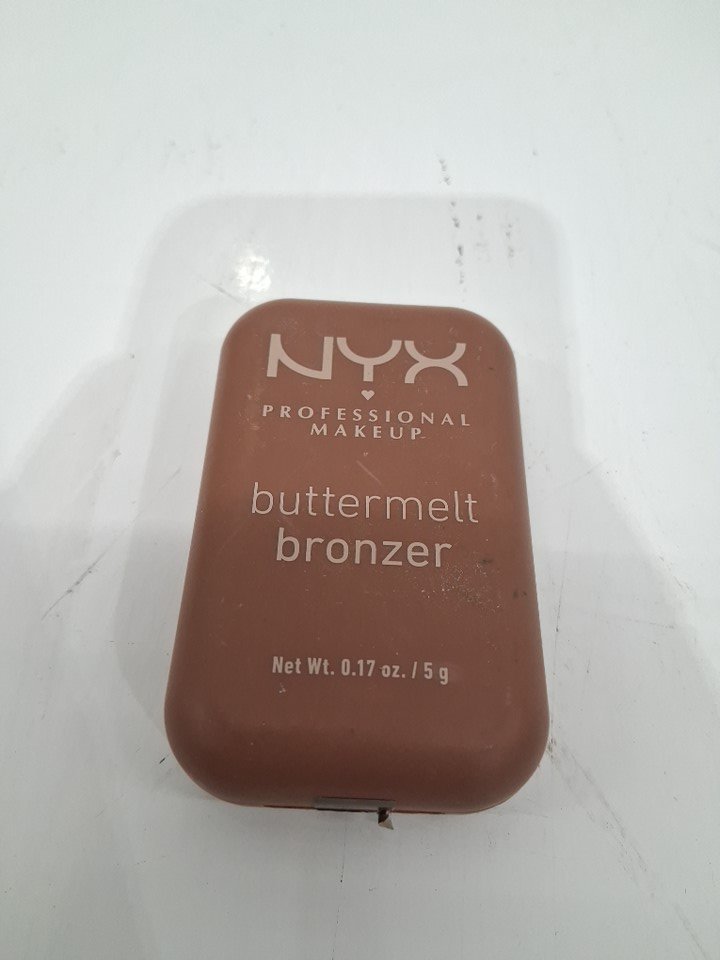 NYX
PROFESSIONAL
MAKEUP
buttermelt
bronzer
Net Wt. 0.17 oz. / 5 g